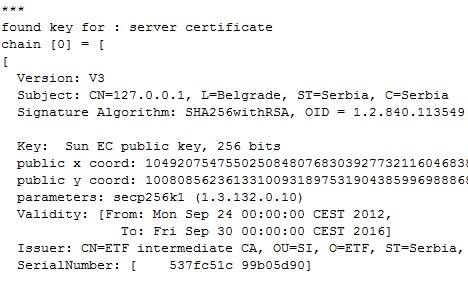 ***
found key for : server certificate
chain [0] = [
[
Version: V3
Subject: CN=127.0.0.1, L=Belgrade, ST=Serbia, C=Serbia
Signature Algorithm: SHA256withRSA, OID = 1.2.840.113549
Key: Sun EC public key, 256 bits
public x coord: 10492075475502508480768303927732116046838
public y coord: 10080856236133100931897531904385996988868
parameters: secp256k1 (1.3.132.0.10)
Validity: [From: Mon Sep 24 00:00:00 CEST 2012,
To: Fri Sep 30 00:00:00 CEST 2016]
Issuer: CN=ETF intermediate CA, OU=SI, O=ETF, ST=Serbia,
SerialNumber: [ 537fc51c 99b05d90]